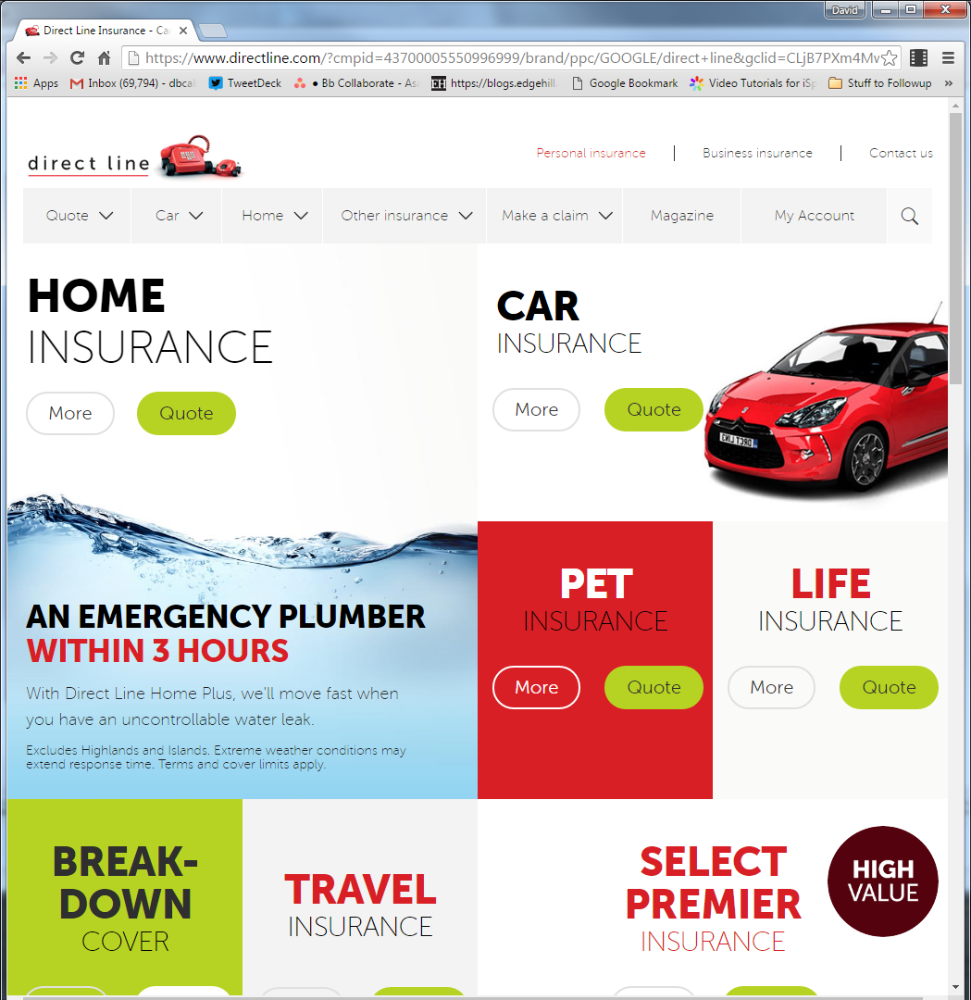 David
Direct Line Insurance - Ca
https://www.directline.com/?cmpid=43700005550996999/brand/ppc/GOOGLE/direct+line&gclid=CLjB7PXm4Mv
Apps
Inbox (69,794) - dbca
TweetDeck
● Bb Collaborate - As
EH
https://blogs.edgehill.
Google Bookmark
Video Tutorials for iSp
Stuff to Followup
»
direct line
Personal insurance
Business insurance
Contact us
Quote
Car
Home
Other insurance
Make a claim
Magazine
My Account
HOME
INSURANCE
More
Quote
CAR
INSURANCE
More
Quote
DRCT LIN3
AN EMERGENCY PLUMBER
WITHIN 3 HOURS
With Direct Line Home Plus, we'll move fast when
you have an uncontrollable water leak.
Excludes Highlands and Islands. Extreme weather conditions may
extend response time. Terms and cover limits apply.
PET
INSURANCE
More
Quote
LIFE
INSURANCE
More
Quote
BREAK-
DOWN
COVER
TRAVEL
INSURANCE
SELECT
PREMIER
INSURANCE
HIGH
VALUE